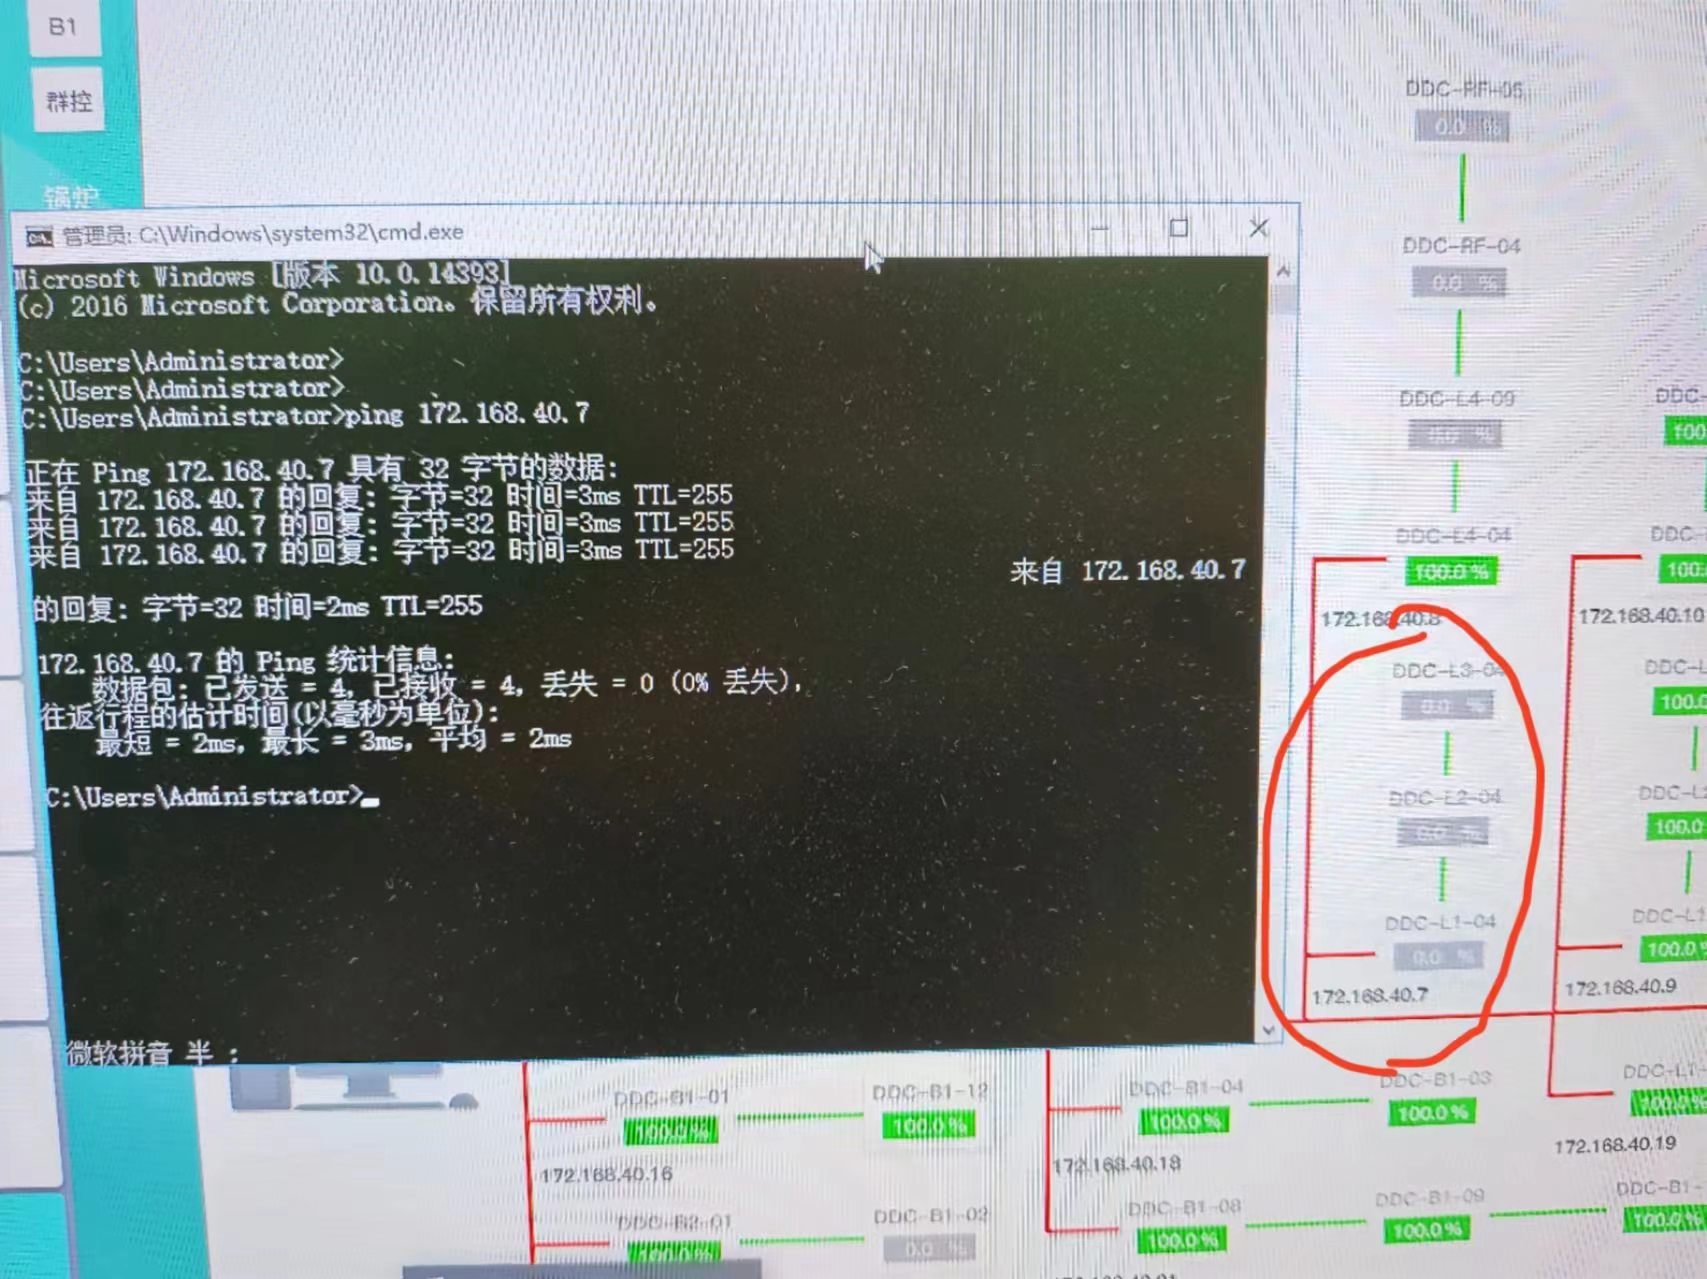 B1
群控
锅炉
管理员: C:\Windows\system32\cmd.exe
Microsoft Windows [版本 10.0.14393]
(c) 2016 Microsoft Corporation。保留所有权利。
C:\Users\Administrator>
C:\Users\Administrator>
C:\Users\Administrator>ping 172.168.40.7
正在 Ping 172.168.40.7 具有 32 字节的数据:
来自 172.168.40.7 的回复: 字节=32 时间=3ms TTL=255
来自 172.168.40.7 的回复: 字节=32 时间=3ms TTL=255
来自 172.168.40.7 的回复: 字节=32 时间=3ms TTL=255
来自 172.168.40.7
的回复: 字节=32 时间=2ms TTL=255
172.168.40.7 的 Ping 统计信息:
数据包: 已发送 = 4，已接收 = 4，丢失 = 0 (0% 丢失)，
往返行程的估计时间(以毫秒为单位):
最短 = 2ms，最长 = 3ms，平均 = 2ms
C:\Users\Administrator>
微软拼音 半 :
DDC-RF-05
0.0 %
DDC-RF-04
0.0 %
DDC-L4-09
0.0 %
DDC-L4-04
100.0 %
172.168.40.8
DDC-L3-04
0.0 %
DDC-L2-04
0.0 %
DDC-L1-04
0.0 %
172.168.40.7
DDC-
100
DDC-
100.
172.168.40.10
DDC-L
100.0
DDC-L2
100.0
DDC-L1
100.0 %
172.168.40.9
DDC-B1-01
100.0 %
DDC-B1-12
100.0 %
DDC-B1-04
100.0 %
DDC-B1-03
100.0 %
DDC-L1-
100.0 %
172.168.40.16
172.168.40.18
172.168.40.19
DDC-B2-01
100.0 %
DDC-B1-02
0.0 %
DDC-B1-08
100.0 %
DDC-B1-09
100.0 %
DDC-B1-
100.0 %